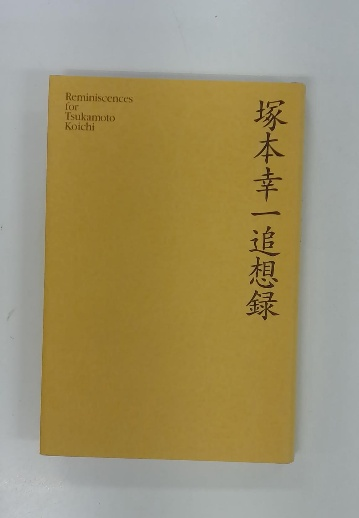 Reminiscences
for
Tsukamoto
Koichi
塚本幸一追想録